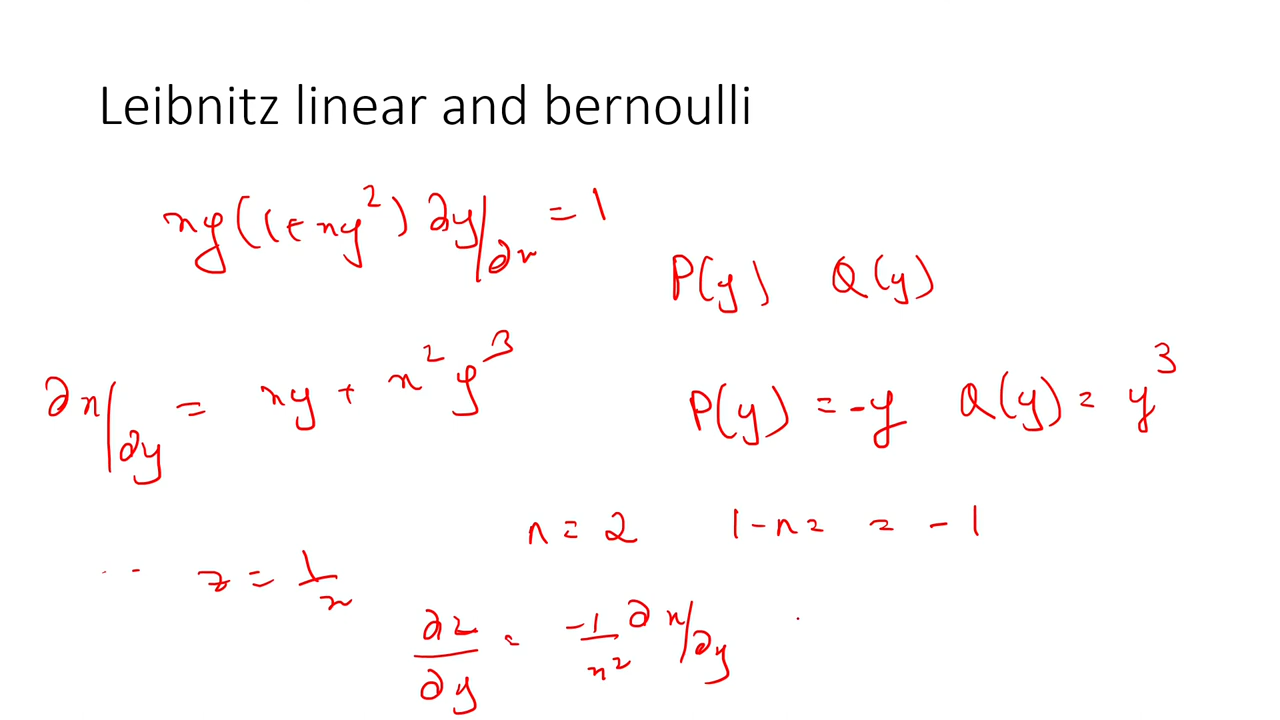 Leibnitz linear and bernoulli
xy(1+xy²) ∂y/∂x = 1
P(y) Q(y)
∂x/∂y = xy + x²y³
P(y) = -y Q(y) = y³
n = 2 1-n = = -1
z = 1/x
∂z/∂y = -1/x² ∂x/∂y